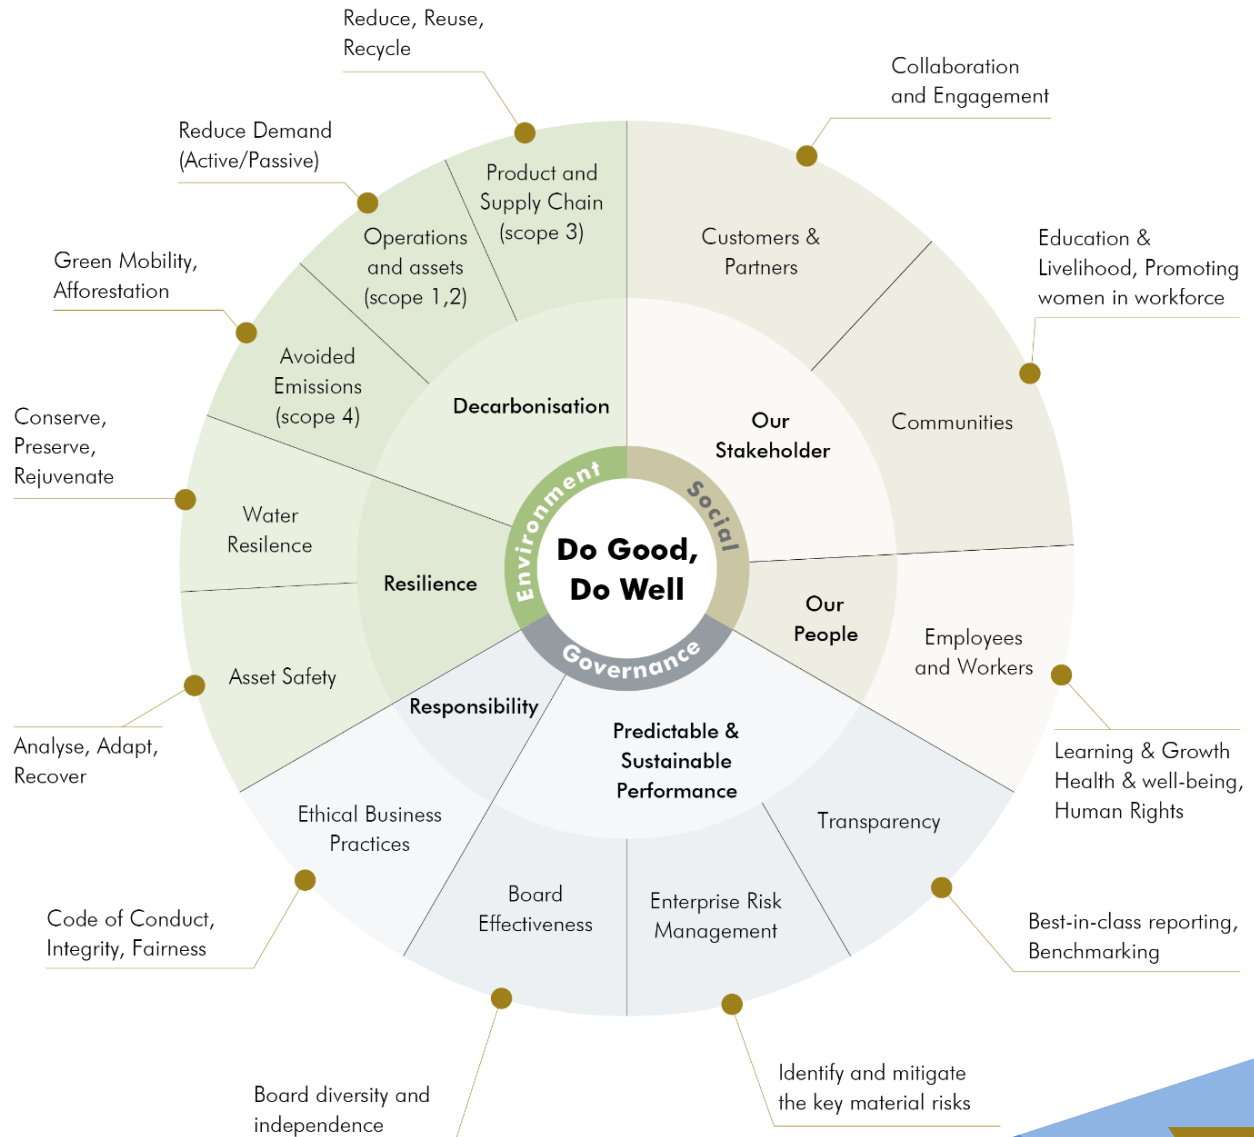 Reduce, Reuse,
Recycle
Collaboration
and Engagement
Reduce Demand
(Active/Passive)
Product and
Supply Chain
(scope 3)
Operations
and assets
(scope 1,2)
Customers &
Partners
Green Mobility,
Afforestation
Education &
Livelihood, Promoting
women in workforce
Avoided
Emissions
(scope 4)
Decarbonisation
Our
Stakeholder
Communities
Conserve,
Preserve,
Rejuvenate
Water
Resilence
Environment
Social
Governance
Do Good,
Do Well
Resilience
Our
People
Employees
and Workers
Asset Safety
Responsibility
Predictable &
Sustainable
Performance
Analyse, Adapt,
Recover
Learning & Growth
Health & well-being,
Human Rights
Ethical Business
Practices
Transparency
Board
Effectiveness
Enterprise Risk
Management
Code of Conduct,
Integrity, Fairness
Best-in-class reporting,
Benchmarking
Board diversity and
independence
Identify and mitigate
the key material risks